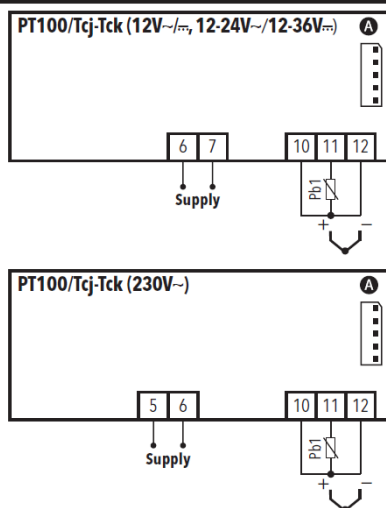 PT100/Tcj-Tck (12V~/⎓, 12-24V~/12-36V⎓) A
6 7 10 11 12
Pb1
Supply
+ −
PT100/Tcj-Tck (230V~) A
5 6 10 11 12
Pb1
Supply
+ −